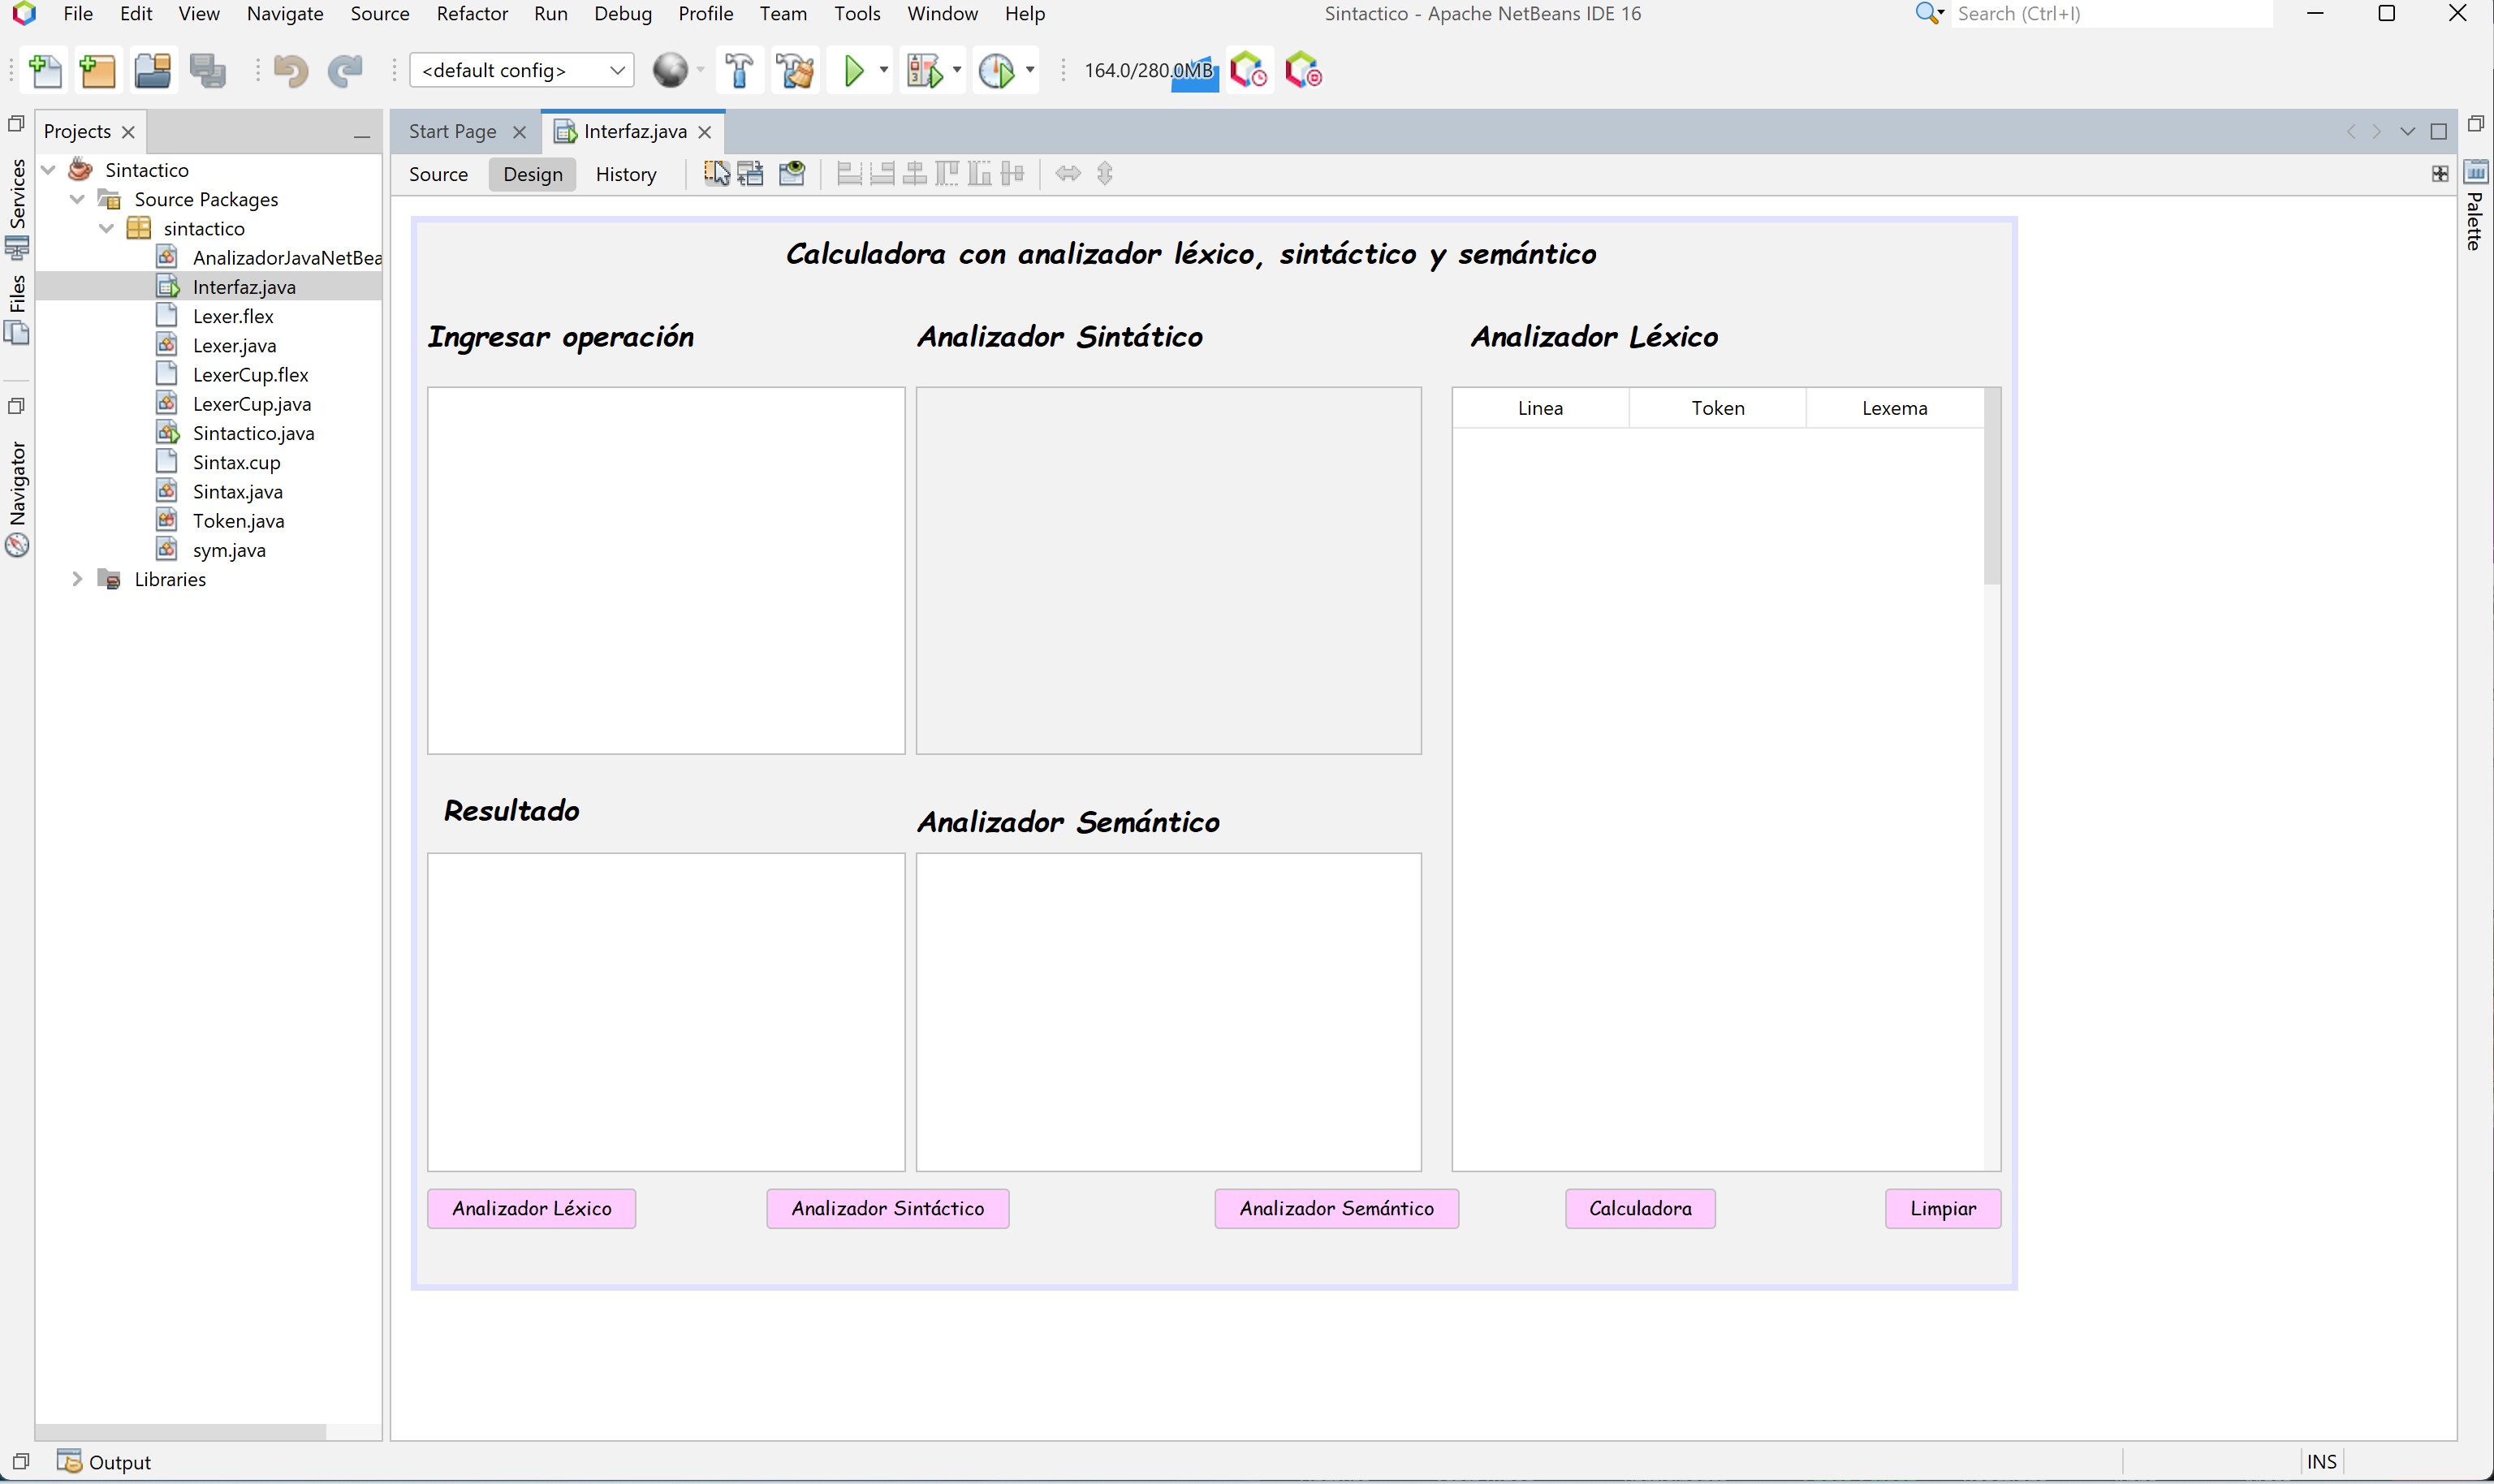 File Edit View Navigate Source Refactor Run Debug Profile Team Tools Window Help
Sintactico - Apache NetBeans IDE 16
Search (Ctrl+I)
<default config>
164.0/280.0MB
Projects
Start Page
Interfaz.java
Source Design History
Services
Files
Navigator
Palette
Sintactico
Source Packages
sintactico
AnalizadorJavaNetBea
Interfaz.java
Lexer.flex
Lexer.java
LexerCup.flex
LexerCup.java
Sintactico.java
Sintax.cup
Sintax.java
Token.java
sym.java
Libraries
Calculadora con analizador léxico, sintáctico y semántico
Ingresar operación
Analizador Sintático
Analizador Léxico
Linea Token Lexema
Resultado
Analizador Semántico
Analizador Léxico
Analizador Sintáctico
Analizador Semántico
Calculadora
Limpiar
Output
INS